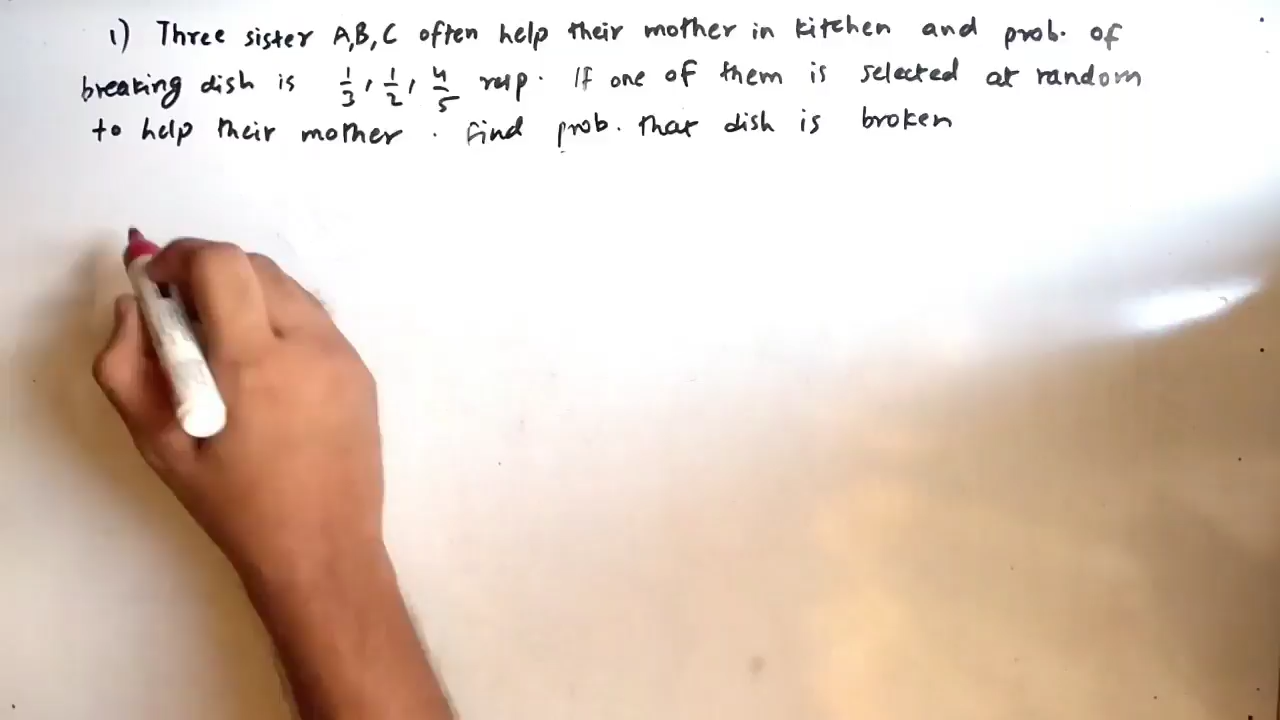 1) Three sister A,B,C often help their mother in kitchen and prob. of
breaking dish is 1/3, 1/2, 4/5 resp. If one of them is selected at random
to help their mother. find prob. that dish is broken